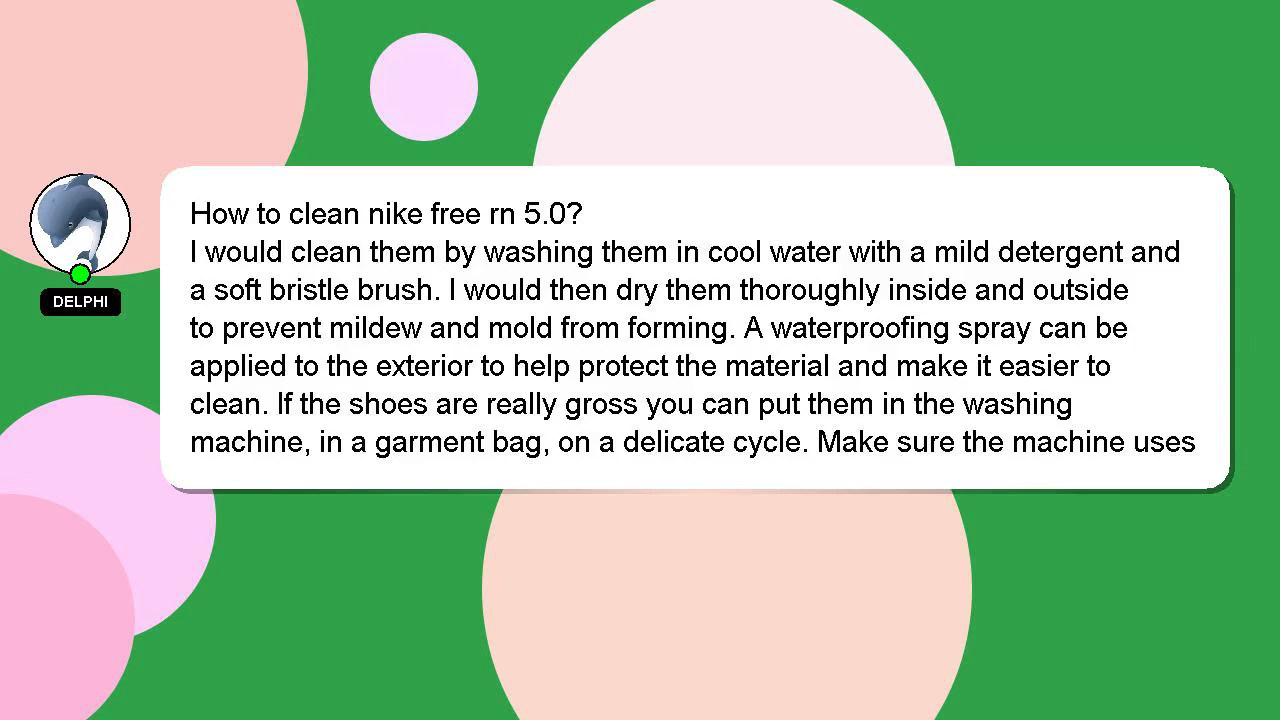 How to clean nike free rn 5.0?
I would clean them by washing them in cool water with a mild detergent and
a soft bristle brush. I would then dry them thoroughly inside and outside
to prevent mildew and mold from forming. A waterproofing spray can be
applied to the exterior to help protect the material and make it easier to
clean. If the shoes are really gross you can put them in the washing
machine, in a garment bag, on a delicate cycle. Make sure the machine uses
DELPHI